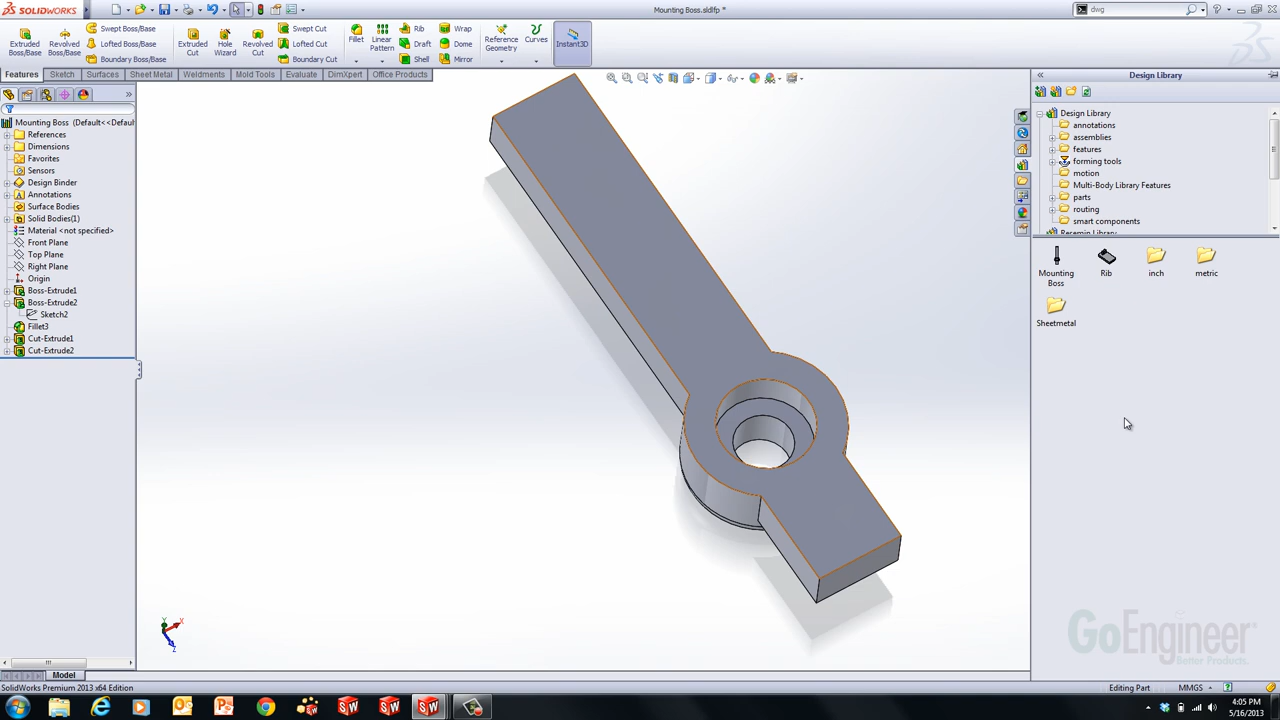 SOLIDWORKS
Mounting Boss.sldlfp *
dwg
Extruded Boss/Base
Revolved Boss/Base
Swept Boss/Base
Lofted Boss/Base
Boundary Boss/Base
Extruded Cut
Hole Wizard
Revolved Cut
Swept Cut
Lofted Cut
Boundary Cut
Fillet
Linear Pattern
Rib
Draft
Shell
Wrap
Dome
Mirror
Reference Geometry
Curves
Instant3D
Features
Sketch
Surfaces
Sheet Metal
Weldments
Mold Tools
Evaluate
DimXpert
Office Products
Mounting Boss (Default<<Defau
References
Dimensions
Favorites
Sensors
Design Binder
Annotations
Surface Bodies
Solid Bodies(1)
Material <not specified>
Front Plane
Top Plane
Right Plane
Origin
Boss-Extrude1
Boss-Extrude2
Sketch2
Fillet3
Cut-Extrude1
Cut-Extrude2
Y
X
Z
Design Library
Design Library
annotations
assemblies
features
forming tools
motion
Multi-Body Library Features
parts
routing
smart components
Mounting Boss
Rib
inch
metric
Sheetmetal
GoEngineer
Better Products.
Model
SolidWorks Premium 2013 x64 Edition
Editing Part
MMGS
4:05 PM
5/16/2013